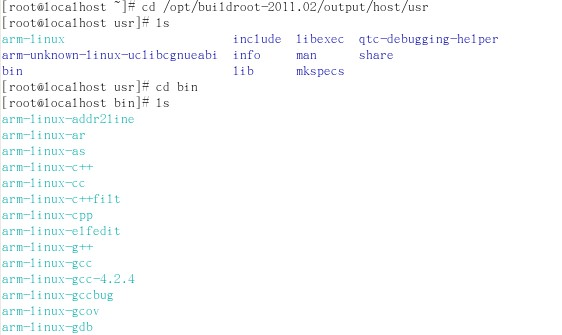 [root@localhost ~]# cd /opt/buildroot-2011.02/output/host/usr
[root@localhost usr]# ls
arm-linux include libexec qtc-debugging-helper
arm-unknown-linux-uclibcgnueabi info man share
bin lib mkspecs
[root@localhost usr]# cd bin
[root@localhost bin]# ls
arm-linux-addr2line
arm-linux-ar
arm-linux-as
arm-linux-c++
arm-linux-cc
arm-linux-c++filt
arm-linux-cpp
arm-linux-elfedit
arm-linux-g++
arm-linux-gcc
arm-linux-gcc-4.2.4
arm-linux-gccbug
arm-linux-gcov
arm-linux-gdb